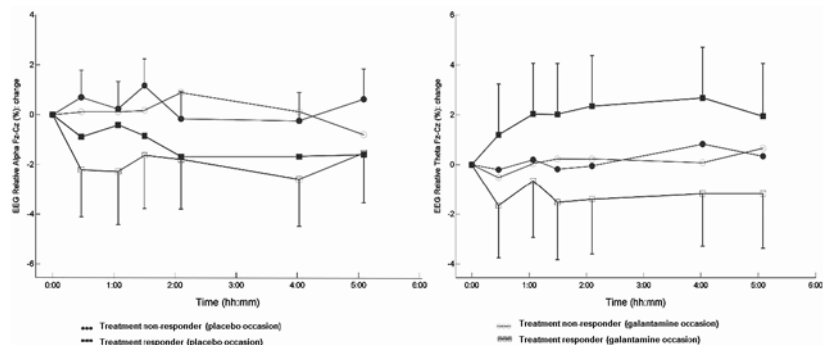 4
2
0
-2
-4
-6
EEG Relative Alpha Fz-Cz (%): change
0:00 1:00 2:00 3:00 4:00 5:00 6:00
Time (hh:mm)
6
4
2
0
-2
-4
EEG Relative Theta Fz-Cz (%): change
0:00 1:00 2:00 3:00 4:00 5:00 6:00
Time (hh:mm)
Treatment non-responder (placebo occasion)
Treatment responder (placebo occasion)
Treatment non-responder (galantamine occasion)
Treatment responder (galantamine occasion)